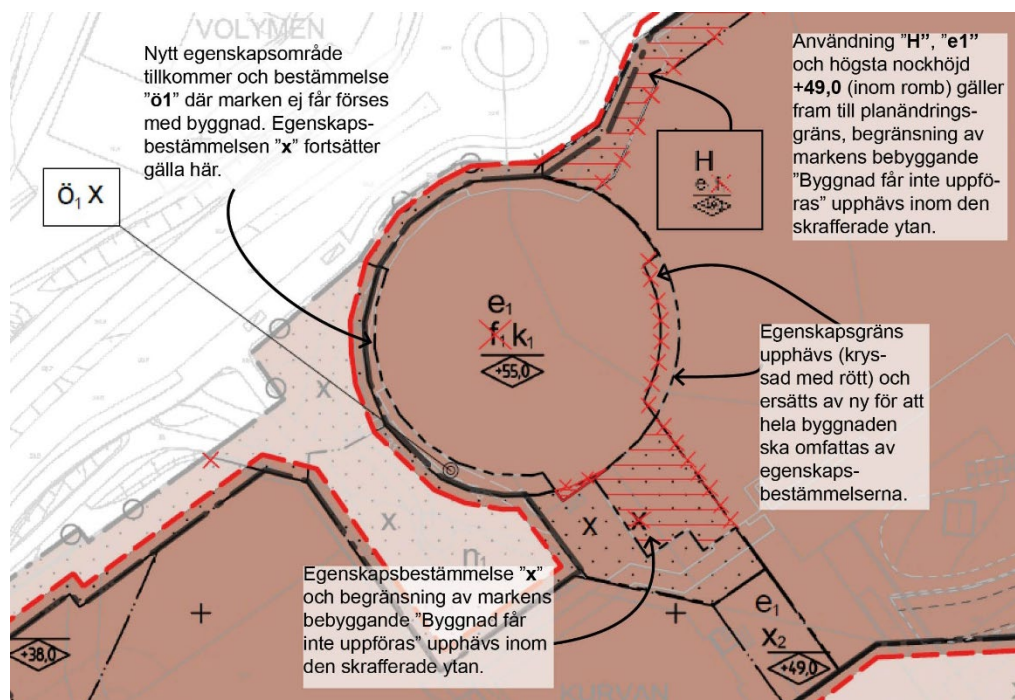 VOLYMEN
Nytt egenskapsområde
tillkommer och bestämmelse
"ö1" där marken ej får förses
med byggnad. Egenskaps-
bestämmelsen "x" fortsätter
gälla här.
Användning "H", "e1"
och högsta nockhöjd
+49,0 (inom romb) gäller
fram till planändrings-
gräns, begränsning av
markens bebyggande
"Byggnad får inte uppfö-
ras" upphävs inom den
skrafferade ytan.
H
Ö1 X
e1
f1 k1
+55,0
Egenskapsgräns
upphävs (krys-
sad med rött) och
ersätts av ny för att
hela byggnaden
ska omfattas av
egenskaps-
bestämmelserna.
x
x
x
x
n1
Egenskapsbestämmelse "x"
och begränsning av markens
bebyggande "Byggnad får
inte uppföras" upphävs inom
den skrafferade ytan.
e1
x2
+49,0
+38,0
KURVAN